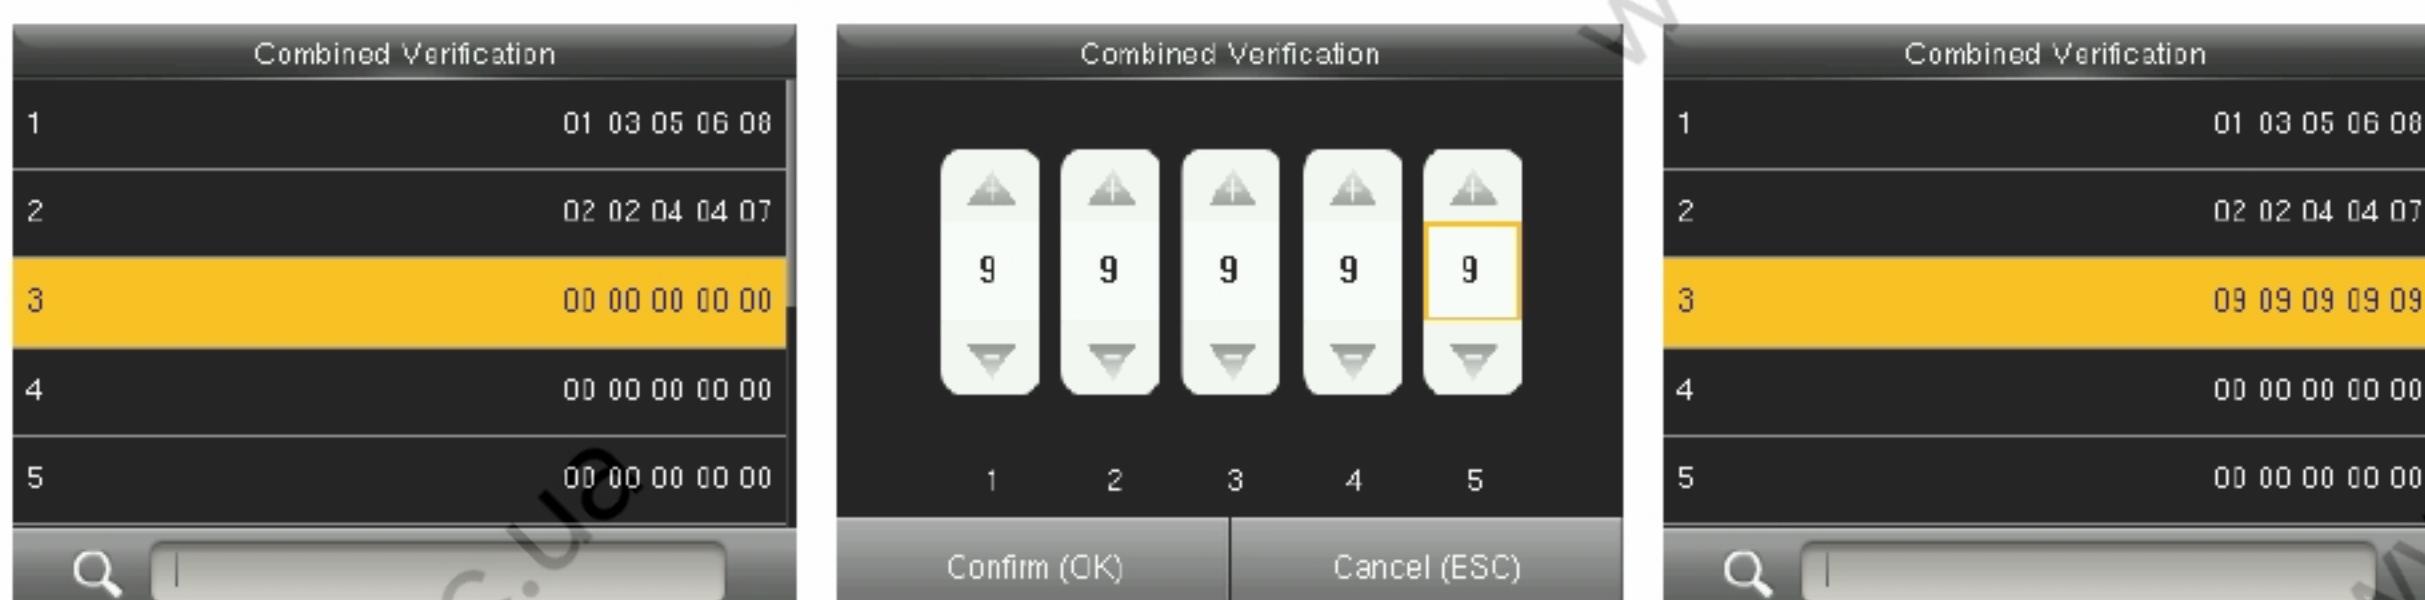 Combined Verification
1 01 03 05 06 08
2 02 02 04 04 07
3 00 00 00 00 00
4 00 00 00 00 00
5 00 00 00 00 00
c.ua
Combined Verification
9 9 9 9 9
1 2 3 4 5
Confirm (OK) Cancel (ESC)
w
Combined Verification
1 01 03 05 06 08
2 02 02 04 04 07
3 09 09 09 09 09
4 00 00 00 00 00
5 00 00 00 00 00